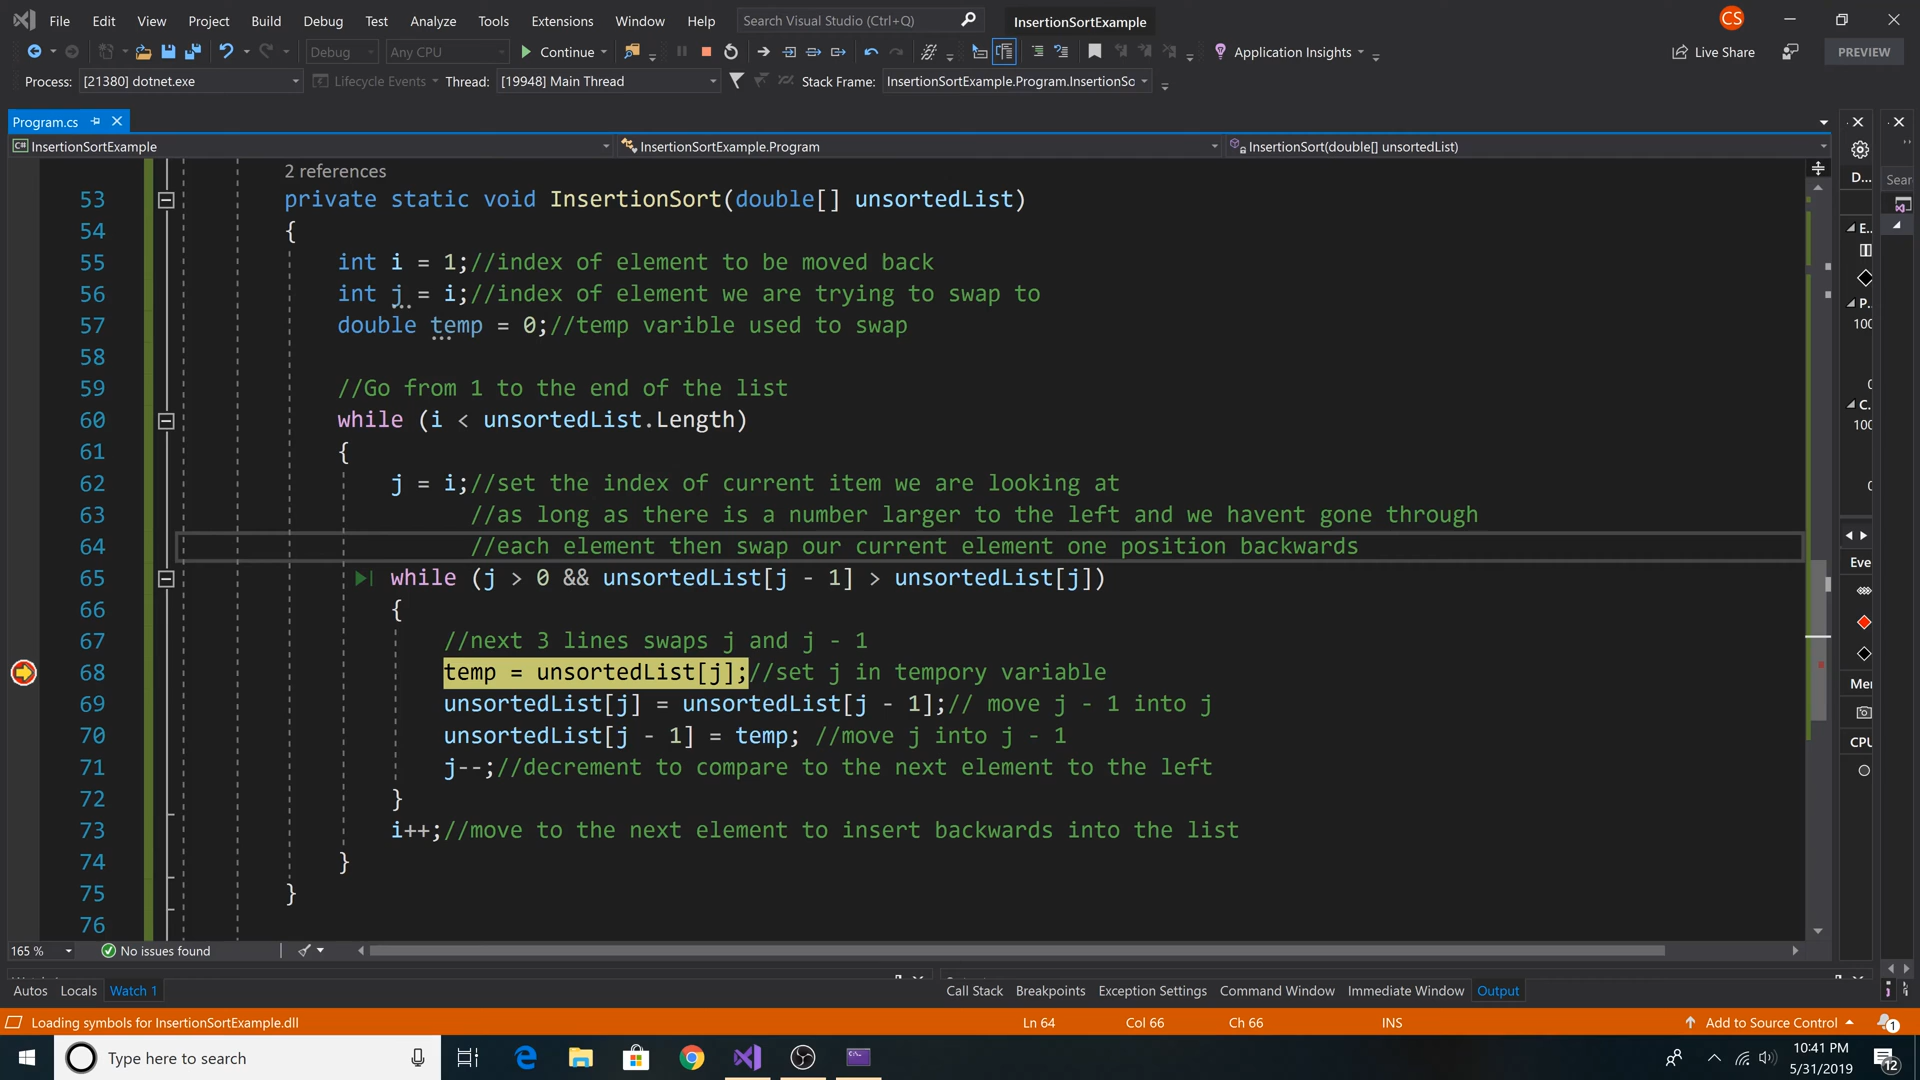 File Edit View Project Build Debug Test Analyze Tools Extensions Window Help Search Visual Studio (Ctrl+Q) InsertionSortExample CS
Debug Any CPU Continue Application Insights Live Share PREVIEW
Process: [21380] dotnet.exe Lifecycle Events Thread: [19948] Main Thread Stack Frame: InsertionSortExample.Program.InsertionSo
Program.cs
C# InsertionSortExample InsertionSortExample.Program InsertionSort(double[] unsortedList)
2 references
53 private static void InsertionSort(double[] unsortedList)
54 {
55 int i = 1;//index of element to be moved back
56 int j = i;//index of element we are trying to swap to
57 double temp = 0;//temp varible used to swap
58
59 //Go from 1 to the end of the list
60 while (i < unsortedList.Length)
61 {
62 j = i;//set the index of current item we are looking at
63 //as long as there is a number larger to the left and we havent gone through
64 //each element then swap our current element one position backwards
65 while (j > 0 && unsortedList[j - 1] > unsortedList[j])
66 {
67 //next 3 lines swaps j and j - 1
68 temp = unsortedList[j];//set j in tempory variable
69 unsortedList[j] = unsortedList[j - 1];// move j - 1 into j
70 unsortedList[j - 1] = temp; //move j into j - 1
71 j--;//decrement to compare to the next element to the left
72 }
73 i++;//move to the next element to insert backwards into the list
74 }
75 }
76
D...
Sear
E..
P..
100
0
C.
100
0
Eve
Mer
CPU
165 % No issues found
Autos Locals Watch 1 Call Stack Breakpoints Exception Settings Command Window Immediate Window Output
Loading symbols for InsertionSortExample.dll Ln 64 Col 66 Ch 66 INS Add to Source Control 1
Type here to search 10:41 PM
5/31/2019 12